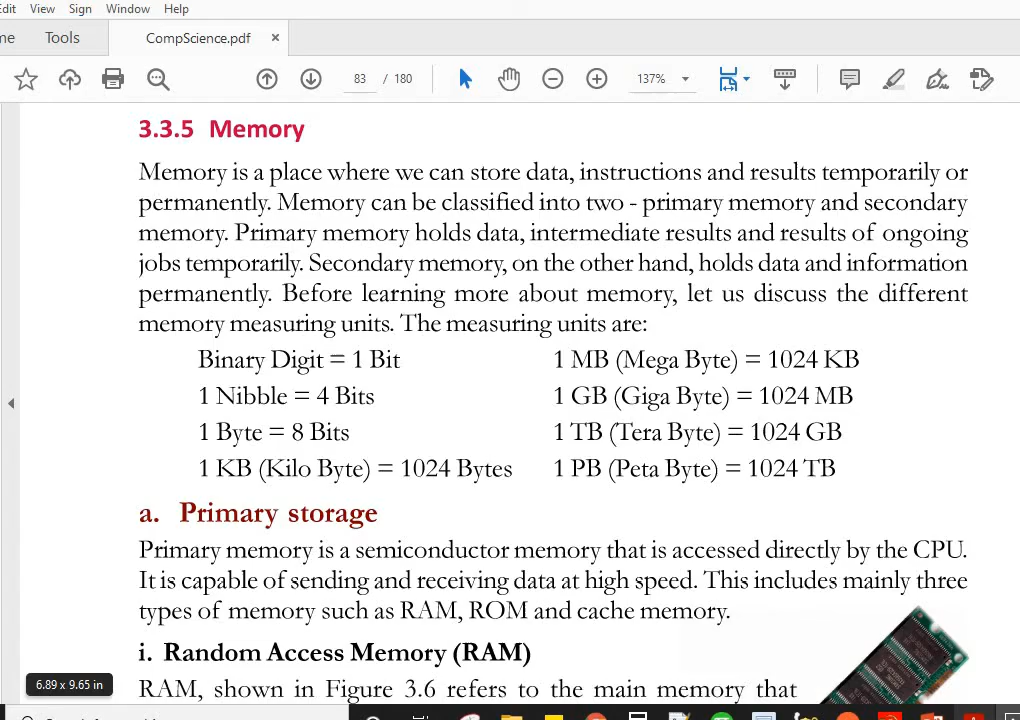 Edit View Sign Window Help
Tools CompScience.pdf ×
83 / 180 137%
3.3.5 Memory
Memory is a place where we can store data, instructions and results temporarily or
permanently. Memory can be classified into two - primary memory and secondary
memory. Primary memory holds data, intermediate results and results of ongoing
jobs temporarily. Secondary memory, on the other hand, holds data and information
permanently. Before learning more about memory, let us discuss the different
memory measuring units. The measuring units are:
Binary Digit = 1 Bit
1 Nibble = 4 Bits
1 Byte = 8 Bits
1 KB (Kilo Byte) = 1024 Bytes
1 MB (Mega Byte) = 1024 KB
1 GB (Giga Byte) = 1024 MB
1 TB (Tera Byte) = 1024 GB
1 PB (Peta Byte) = 1024 TB
a. Primary storage
Primary memory is a semiconductor memory that is accessed directly by the CPU.
It is capable of sending and receiving data at high speed. This includes mainly three
types of memory such as RAM, ROM and cache memory.
i. Random Access Memory (RAM)
RAM, shown in Figure 3.6 refers to the main memory that
6.89 x 9.65 in